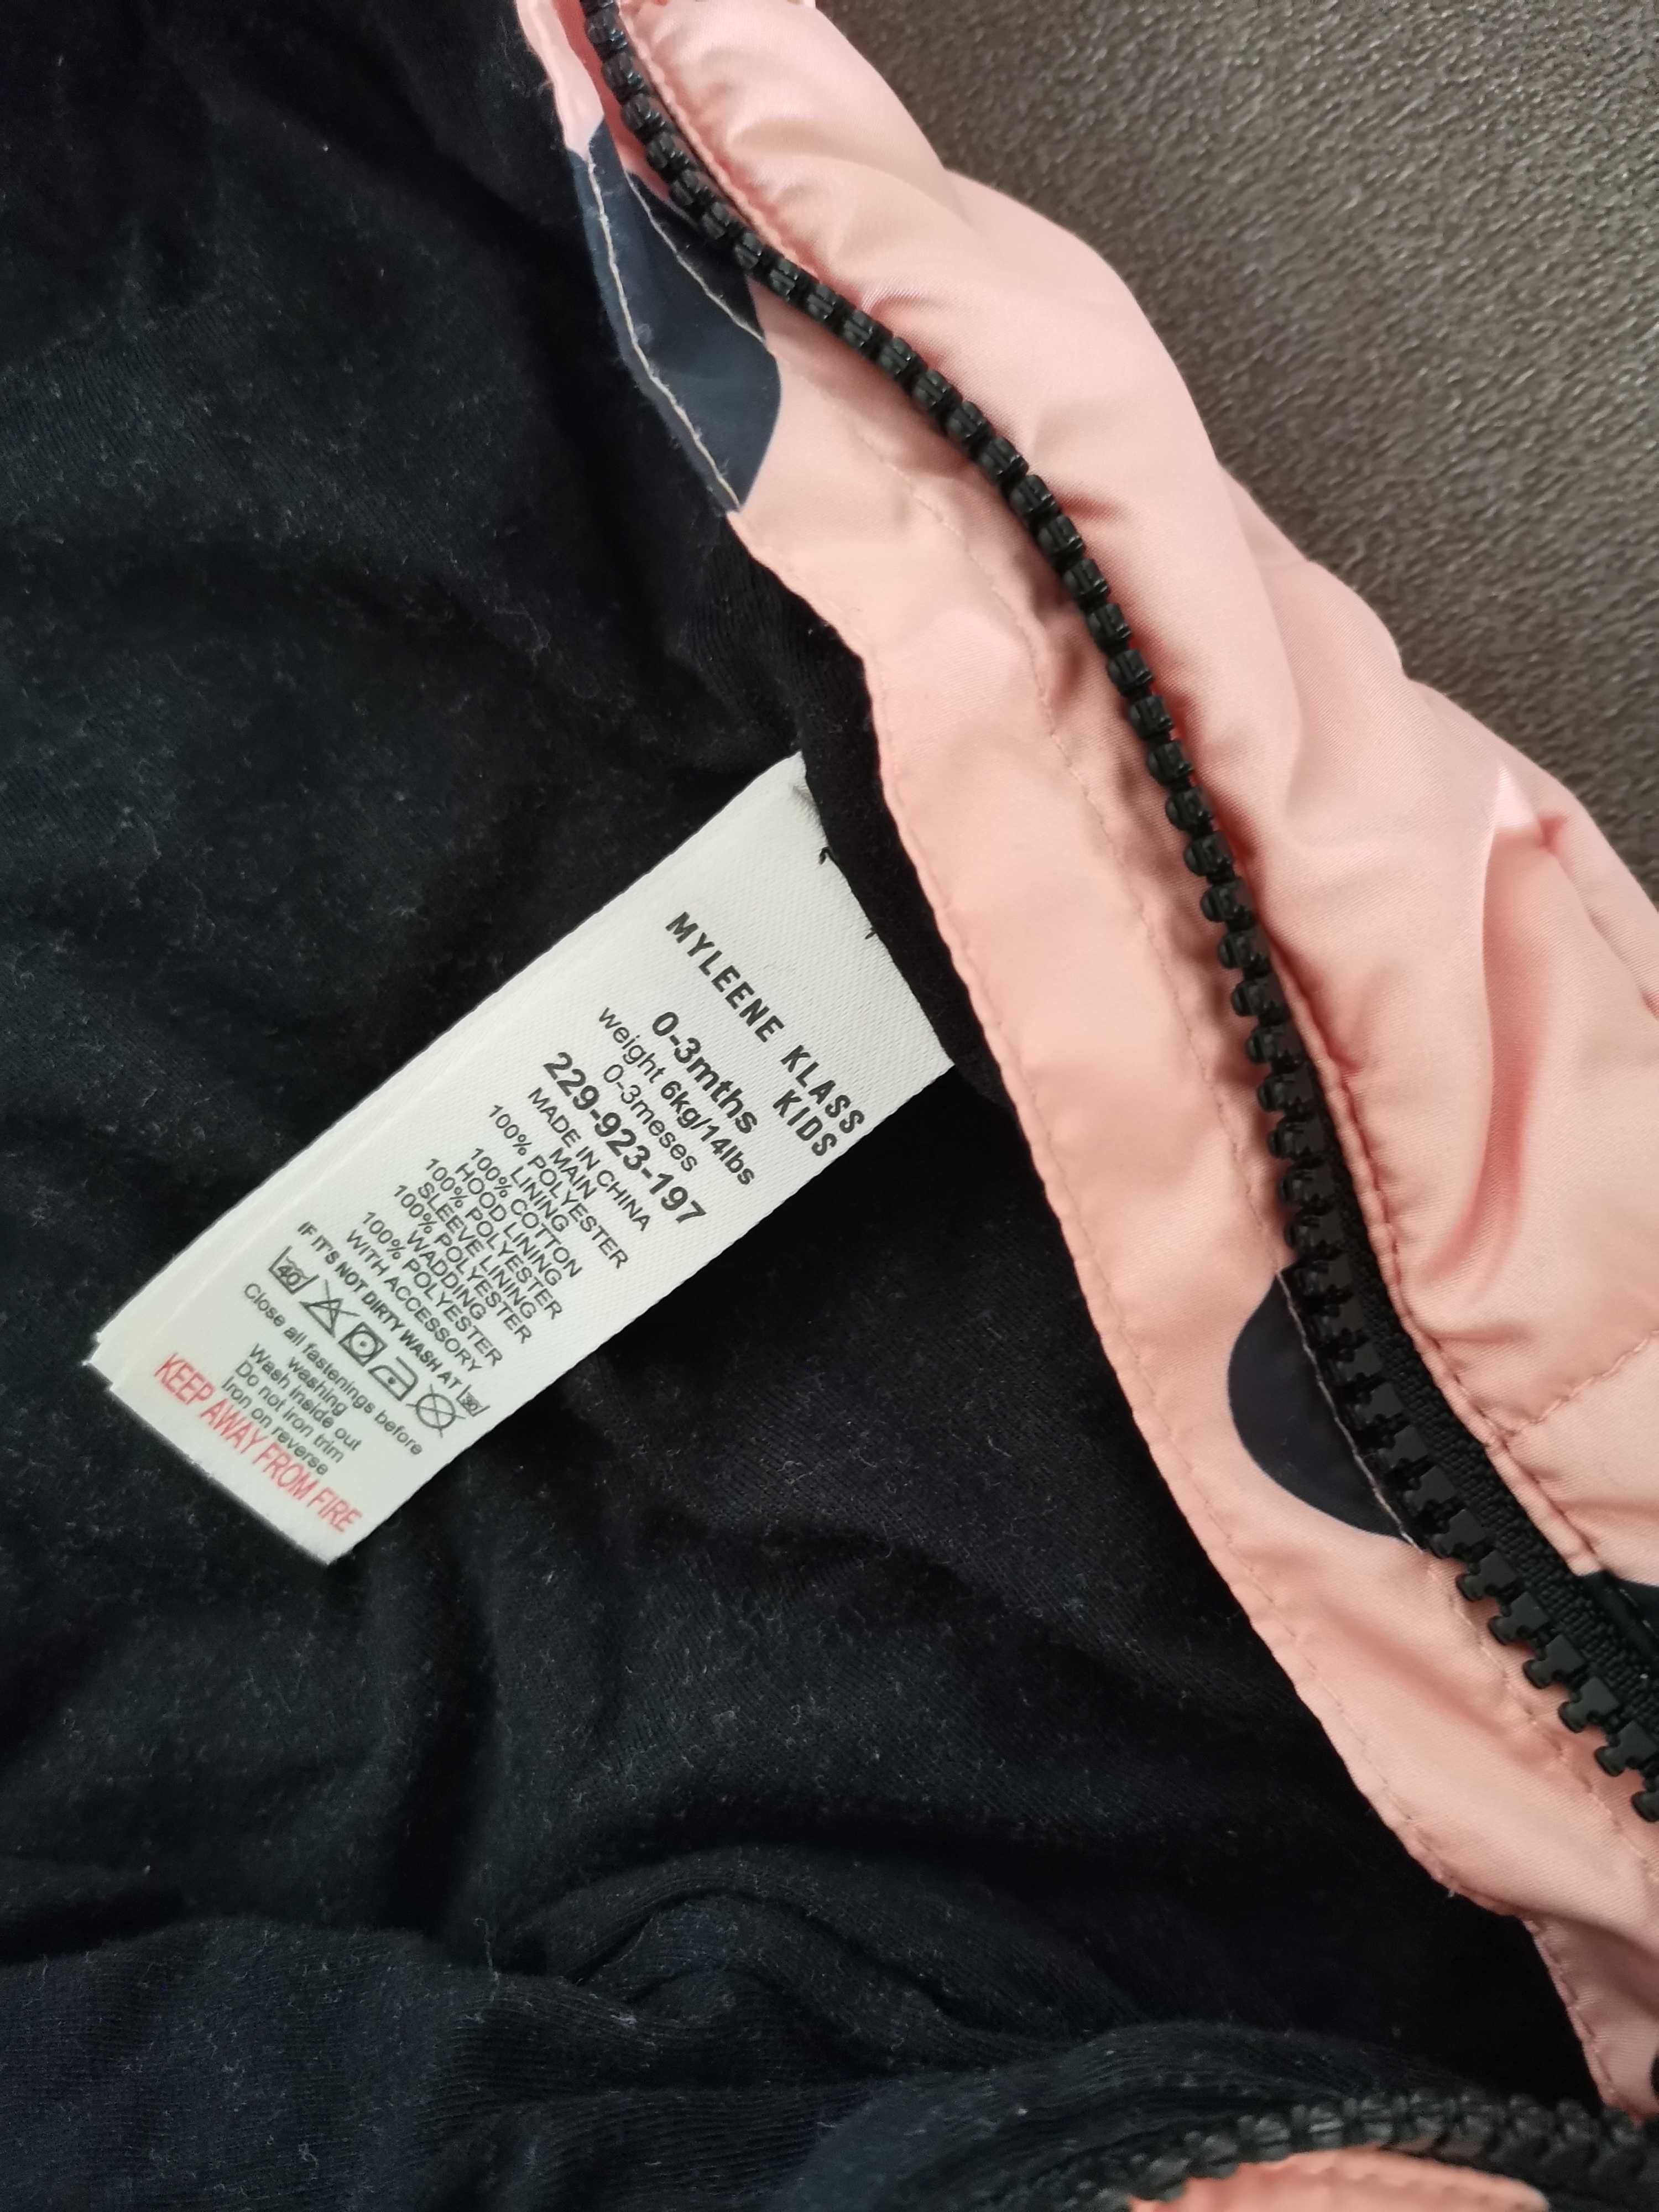 MYLEENE KLASS
KIDS
0-3mths
weight 6kg/14lbs
0-3meses
229-923-197
MADE IN CHINA
MAIN
100% POLYESTER
LINING
100% COTTON
HOOD LINING
100% POLYESTER
SLEEVE LINING
100% POLYESTER
WADDING
100% POLYESTER
WITH ACCESSORY
IF IT'S NOT DIRTY WASH AT 30°
40°
Close all fastenings before
washing
Wash inside out
Do not iron trim
Iron on reverse
KEEP AWAY FROM FIRE